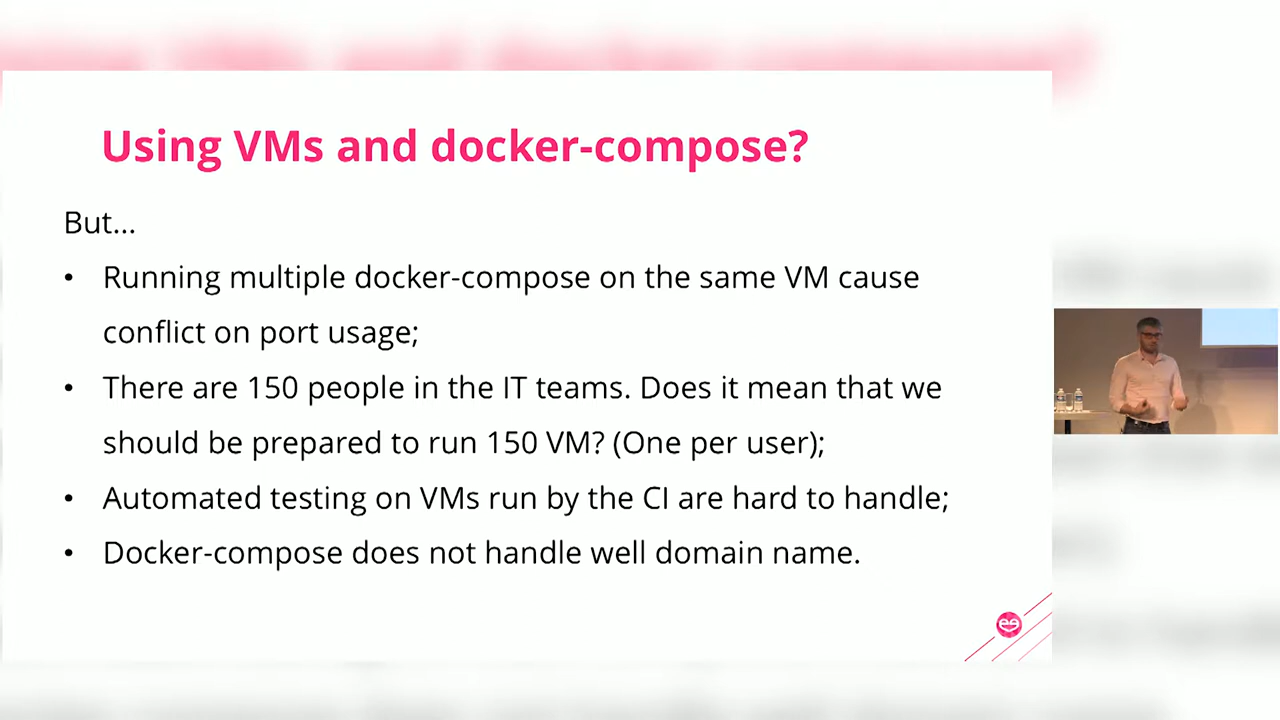 Using VMs and docker-compose?
But...
• Running multiple docker-compose on the same VM cause
conflict on port usage;
• There are 150 people in the IT teams. Does it mean that we
should be prepared to run 150 VM? (One per user);
• Automated testing on VMs run by the CI are hard to handle;
• Docker-compose does not handle well domain name.